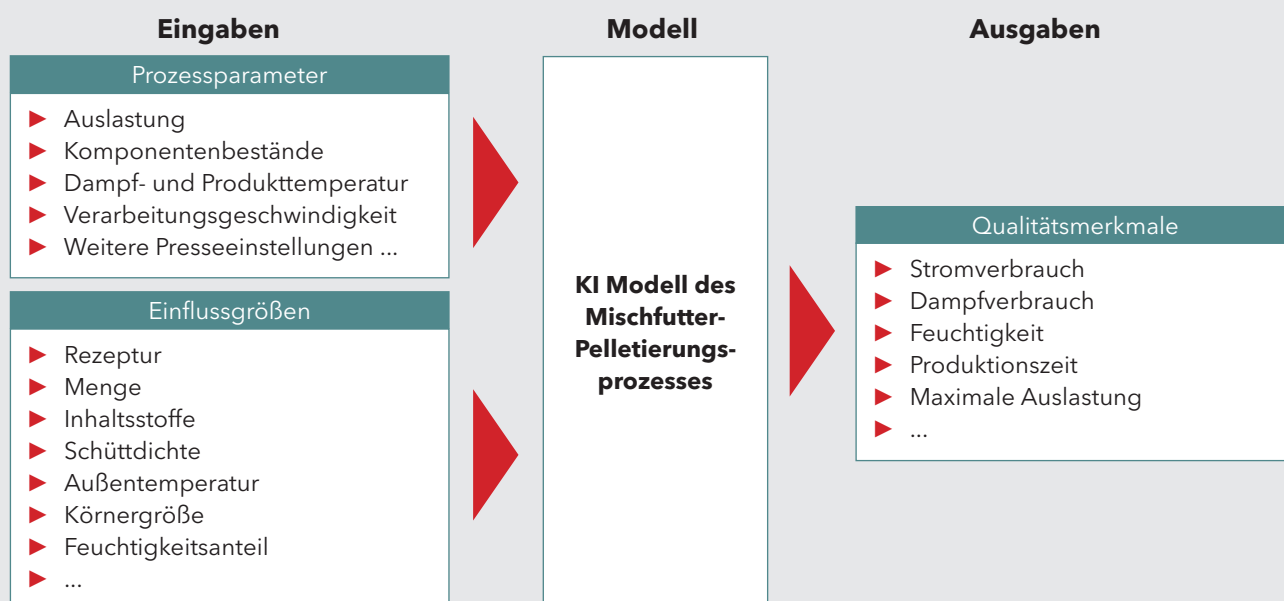 Eingaben
Prozessparameter
Auslastung
Komponentenbestände
Dampf- und Produkttemperatur
Verarbeitungsgeschwindigkeit
Weitere Presseeinstellungen ...
Einflussgrößen
Rezeptur
Menge
Inhaltsstoffe
Schüttdichte
Außentemperatur
Körnergröße
Feuchtigkeitsanteil
...
Modell
KI Modell des
Mischfutter-
Pelletierungs-
prozesses
Ausgaben
Qualitätsmerkmale
Stromverbrauch
Dampfverbrauch
Feuchtigkeit
Produktionszeit
Maximale Auslastung
...